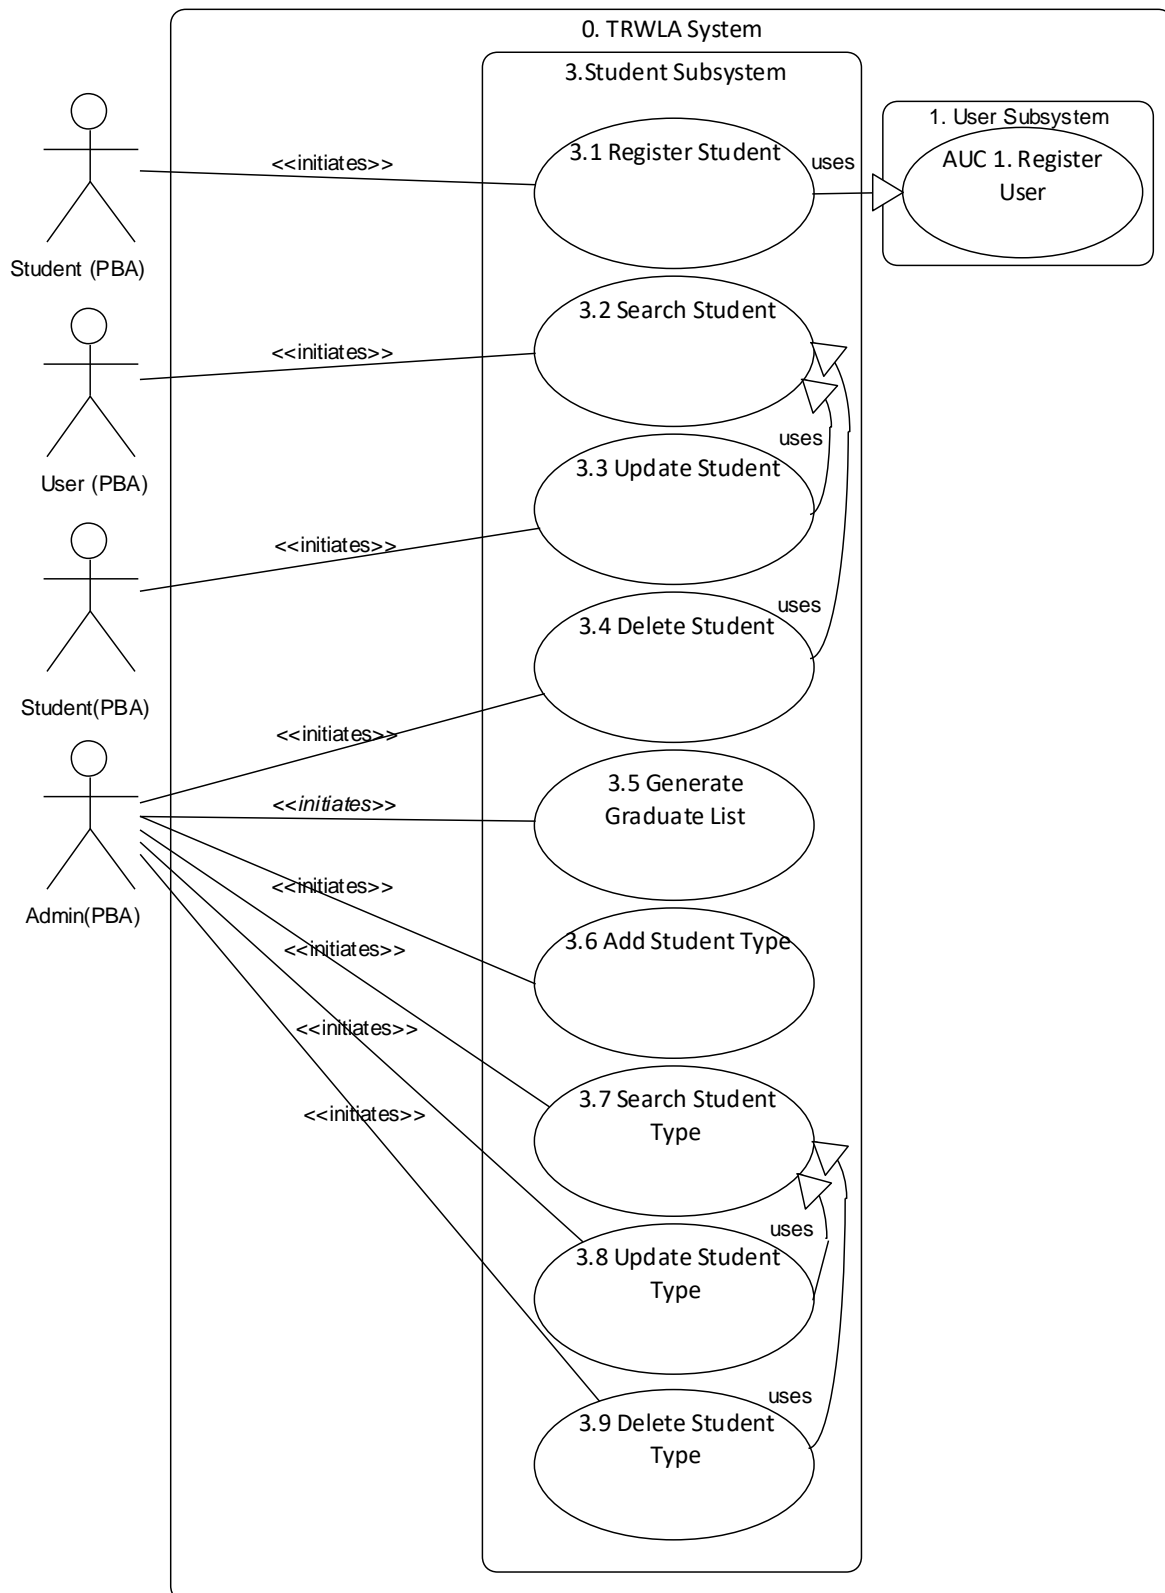 0. TRWLA System
3.Student Subsystem
1. User Subsystem
3.1 Register Student
uses
AUC 1. Register
User
<<initiates>>
Student (PBA)
3.2 Search Student
<<initiates>>
User (PBA)
uses
3.3 Update Student
<<initiates>>
Student(PBA)
uses
3.4 Delete Student
<<initiates>>
3.5 Generate
Graduate List
<<initiates>>
Admin(PBA)
<<initiates>>
3.6 Add Student Type
<<initiates>>
<<initiates>>
3.7 Search Student
Type
<<initiates>>
uses
3.8 Update Student
Type
uses
3.9 Delete Student
Type